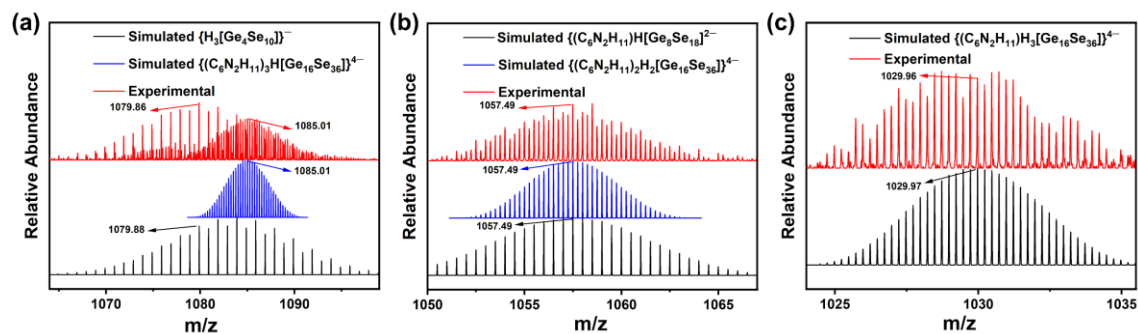 (a)
Simulated {H₃[Ge₄Se₁₀]}⁻
Simulated {(C₆N₂H₁₁)₃H[Ge₁₆Se₃₆]}⁴⁻
Experimental
1079.86
1085.01
1085.01
1079.88
Relative Abundance
1070 1080 1090
m/z
(b)
Simulated {(C₆N₂H₁₁)H[Ge₈Se₁₈]²⁻
Simulated {(C₆N₂H₁₁)₂H₂[Ge₁₆Se₃₆]}⁴⁻
Experimental
1057.49
1057.49
1057.49
Relative Abundance
1050 1055 1060 1065
m/z
(c)
Simulated {(C₆N₂H₁₁)H₃[Ge₁₆Se₃₆]}⁴⁻
Experimental
1029.96
1029.97
Relative Abundance
1025 1030 1035
m/z